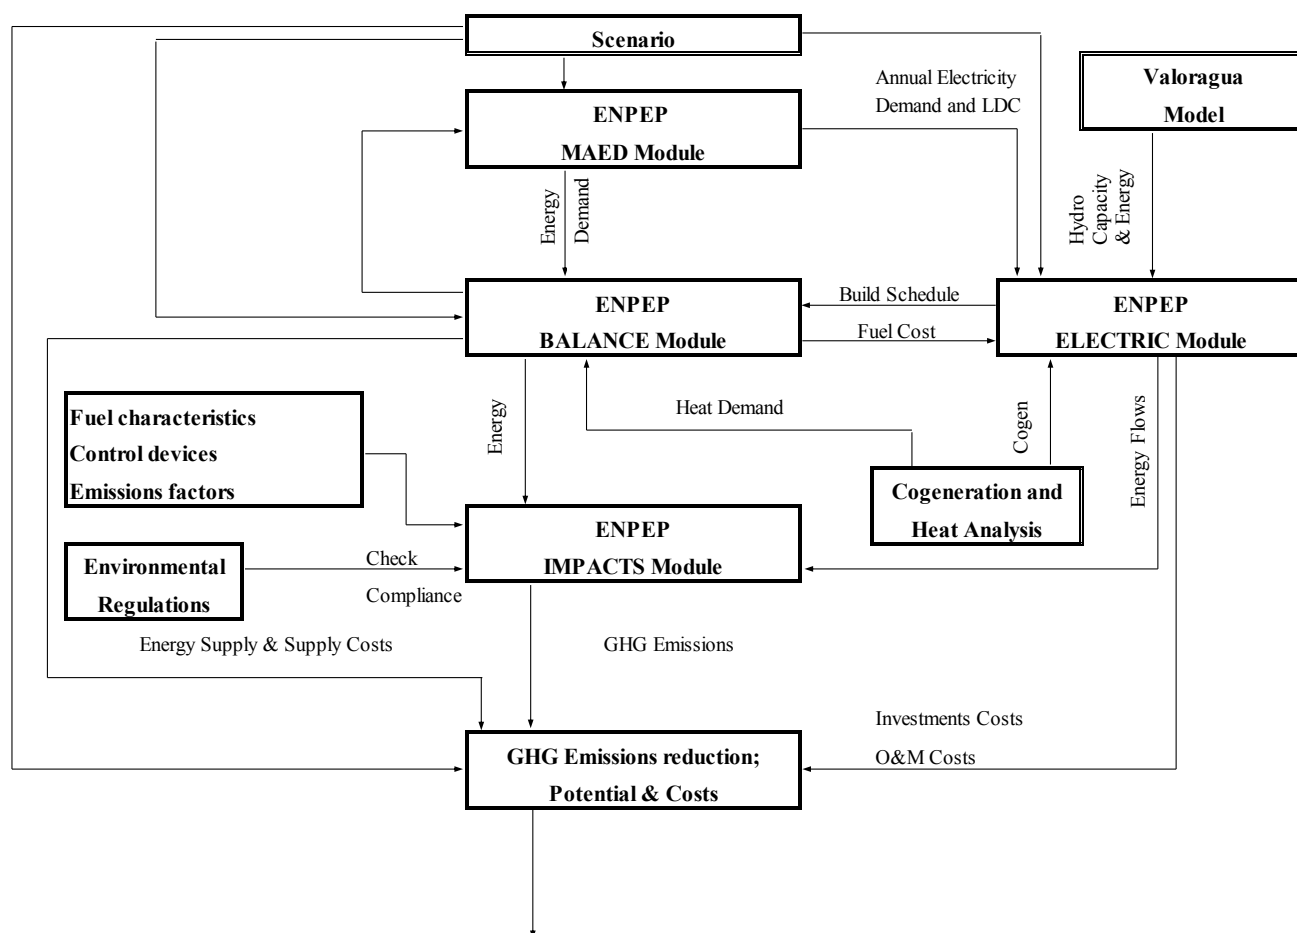 Scenario
Annual Electricity
Demand and LDC
Valoragua
Model
ENPEP
MAED Module
Energy
Demand
Hydro
Capacity
& Energy
ENPEP
BALANCE Module
Build Schedule
Fuel Cost
ENPEP
ELECTRIC Module
Fuel characteristics
Control devices
Emissions factors
Energy
Heat Demand
Cogen
Energy Flows
Cogeneration and
Heat Analysis
ENPEP
IMPACTS Module
Environmental
Regulations
Check
Compliance
Energy Supply & Supply Costs
GHG Emissions
Investments Costs
O&M Costs
GHG Emissions reduction;
Potential & Costs